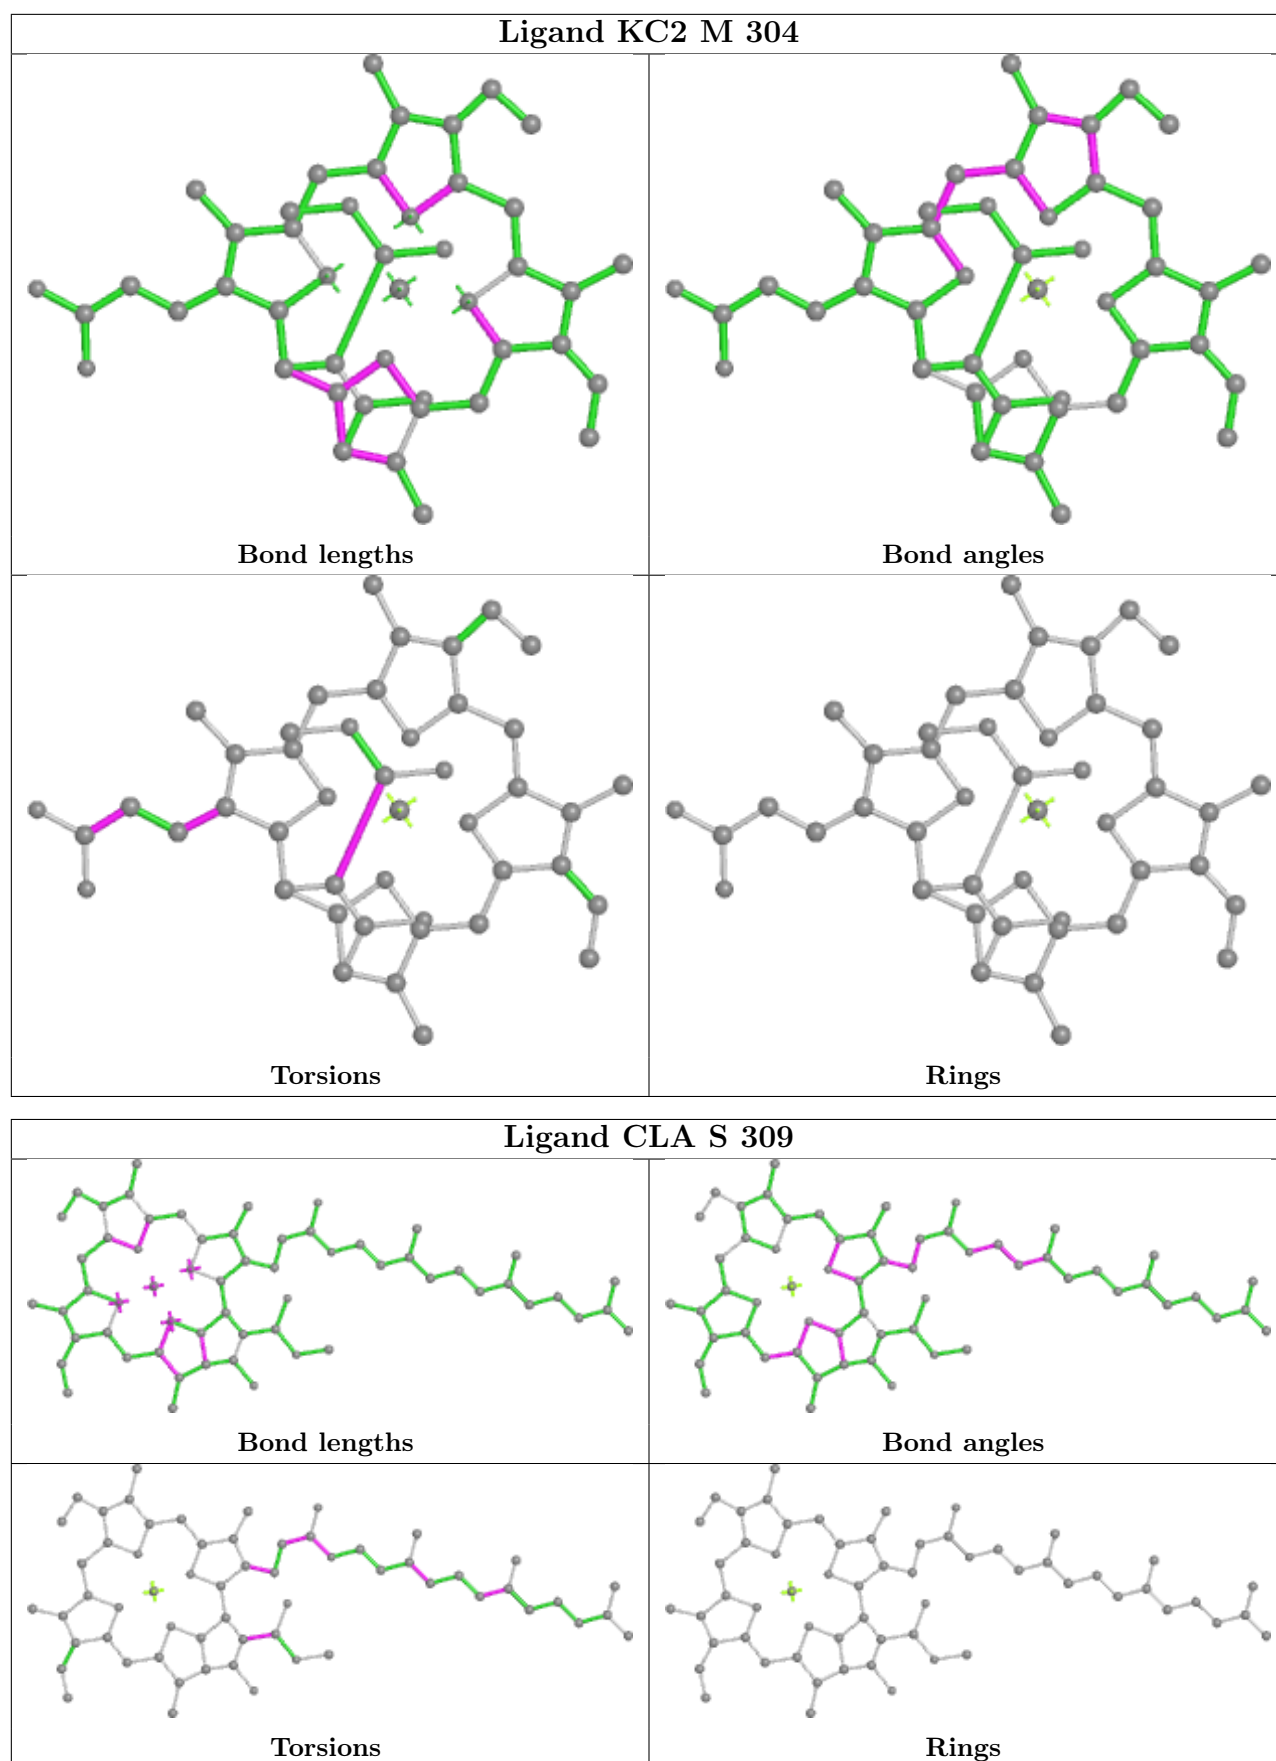 Ligand KC2 M 304
Bond lengths
Bond angles
Torsions
Rings
Ligand CLA S 309
Bond lengths
Bond angles
Torsions
Rings